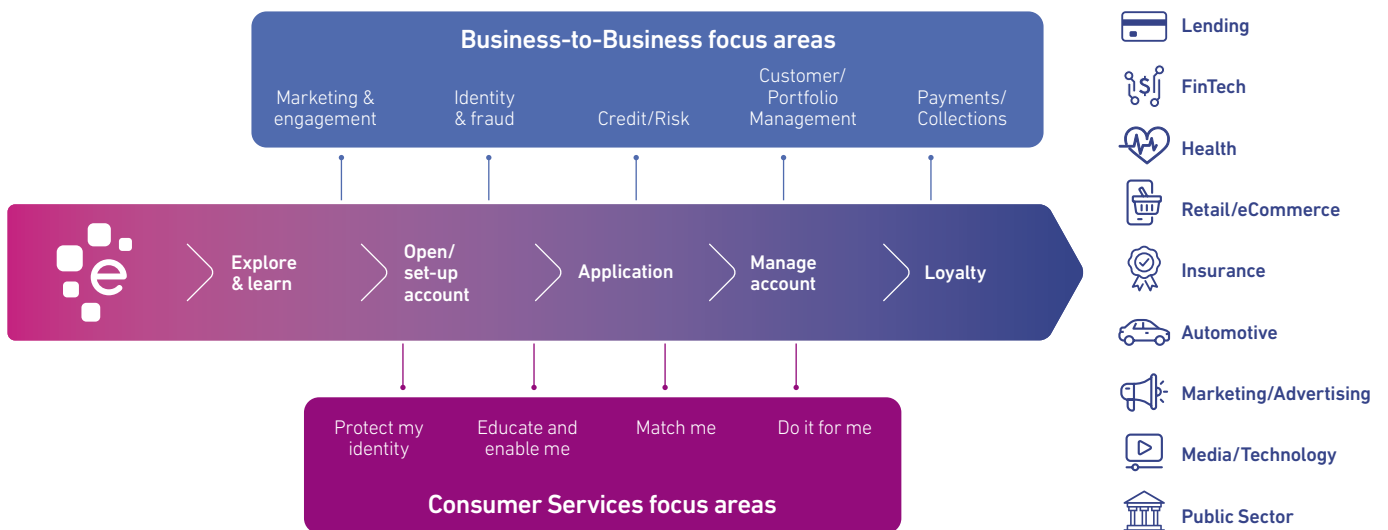 Business-to-Business focus areas
Marketing &
engagement
Identity
& fraud
Credit/Risk
Customer/
Portfolio
Management
Payments/
Collections
e
Explore
& learn
Open/
set-up
account
Application
Manage
account
Loyalty
Protect my
identity
Educate and
enable me
Match me
Do it for me
Consumer Services focus areas
Lending
$
FinTech
Health
Retail/eCommerce
Insurance
Automotive
Marketing/Advertising
Media/Technology
Public Sector